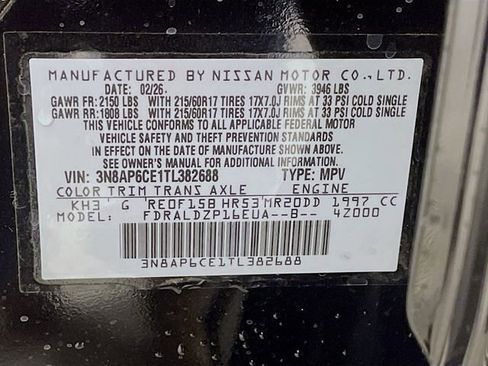 MANUFACTURED BY NISSAN MOTOR CO., LTD.
DATE: 02/26 GVWR: 3946 LBS
GAWR FR: 2150 LBS WITH 215/60R17 TIRES 17X7.0J RIMS AT 33 PSI COLD SINGLE
GAWR RR: 1808 LBS WITH 215/60R17 TIRES 17X7.0J RIMS AT 33 PSI COLD SINGLE
THIS VEHICLE CONFORMS TO ALL APPLICABLE FEDERAL MOTOR
VEHICLE SAFETY AND THEFT PREVENTION STANDARDS
IN EFFECT ON THE DATE OF MANUFACTURE SHOWN ABOVE.
SEE OWNER'S MANUAL FOR ADDITIONAL INFORMATION
VIN: 3N8AP6CE1TL382688 TYPE: MPV
COLOR TRIM TRANS AXLE ENGINE
KH3 G RE0F15B HR53 MR20DD 1997 CC
MODEL: FDRALDZP16EUA--B-- 4Z000
3N8AP6CE1TL382688